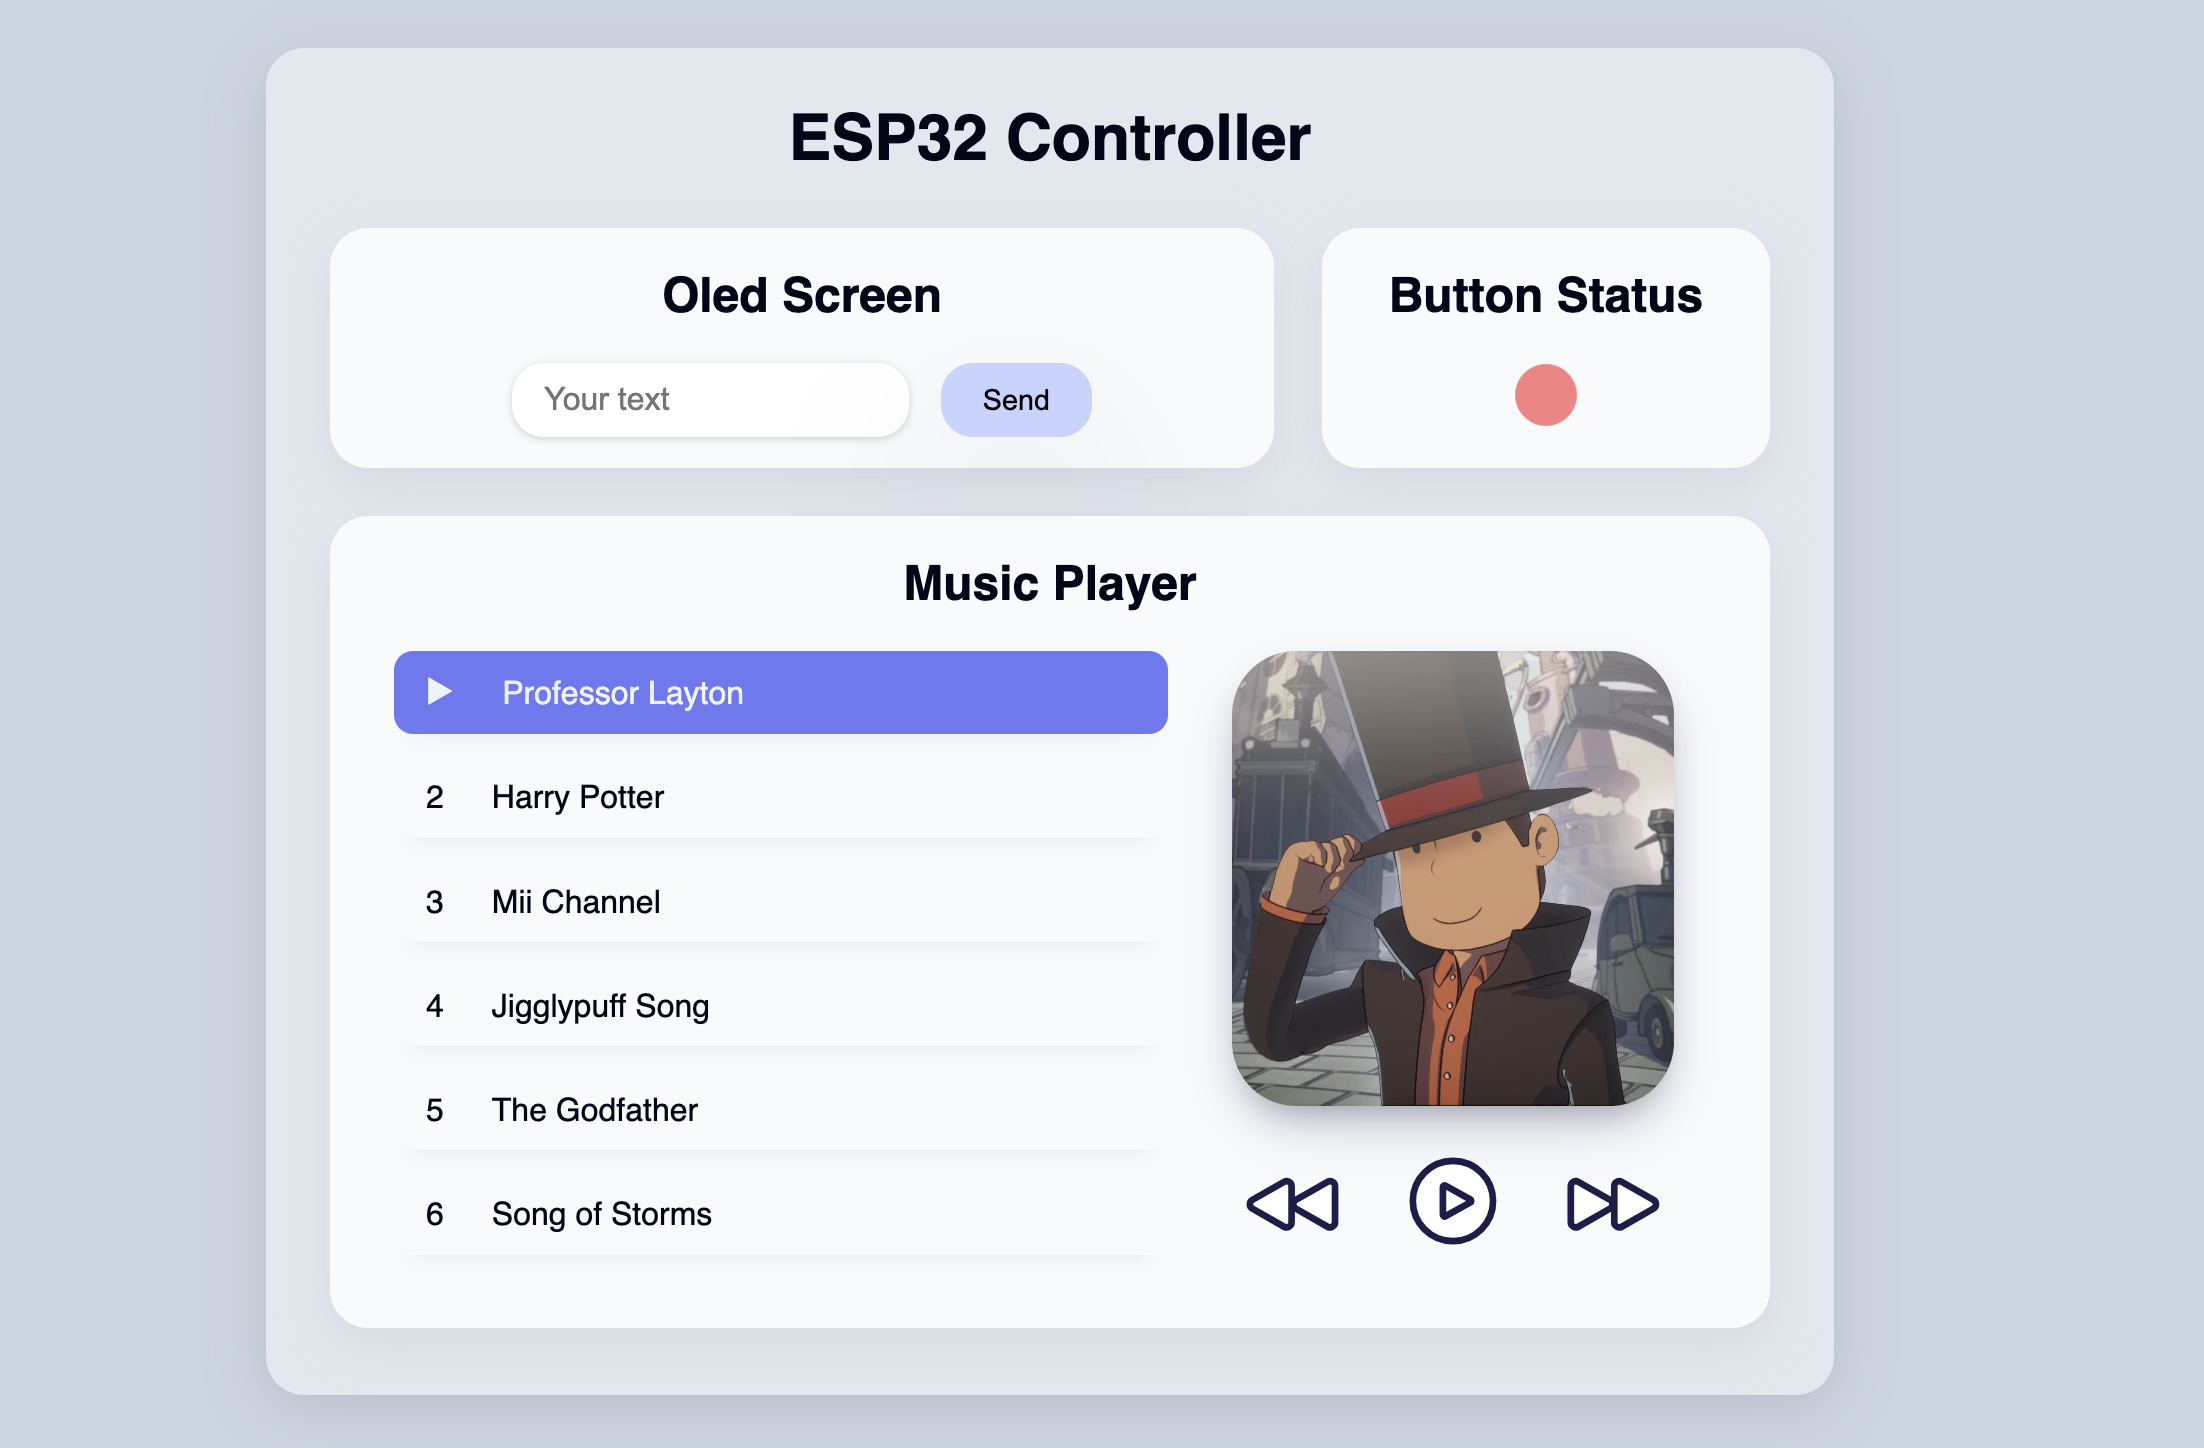 ESP32 Controller
Oled Screen
Button Status
Your text
Send
Music Player
Professor Layton
2 Harry Potter
3 Mii Channel
4 Jigglypuff Song
5 The Godfather
6 Song of Storms